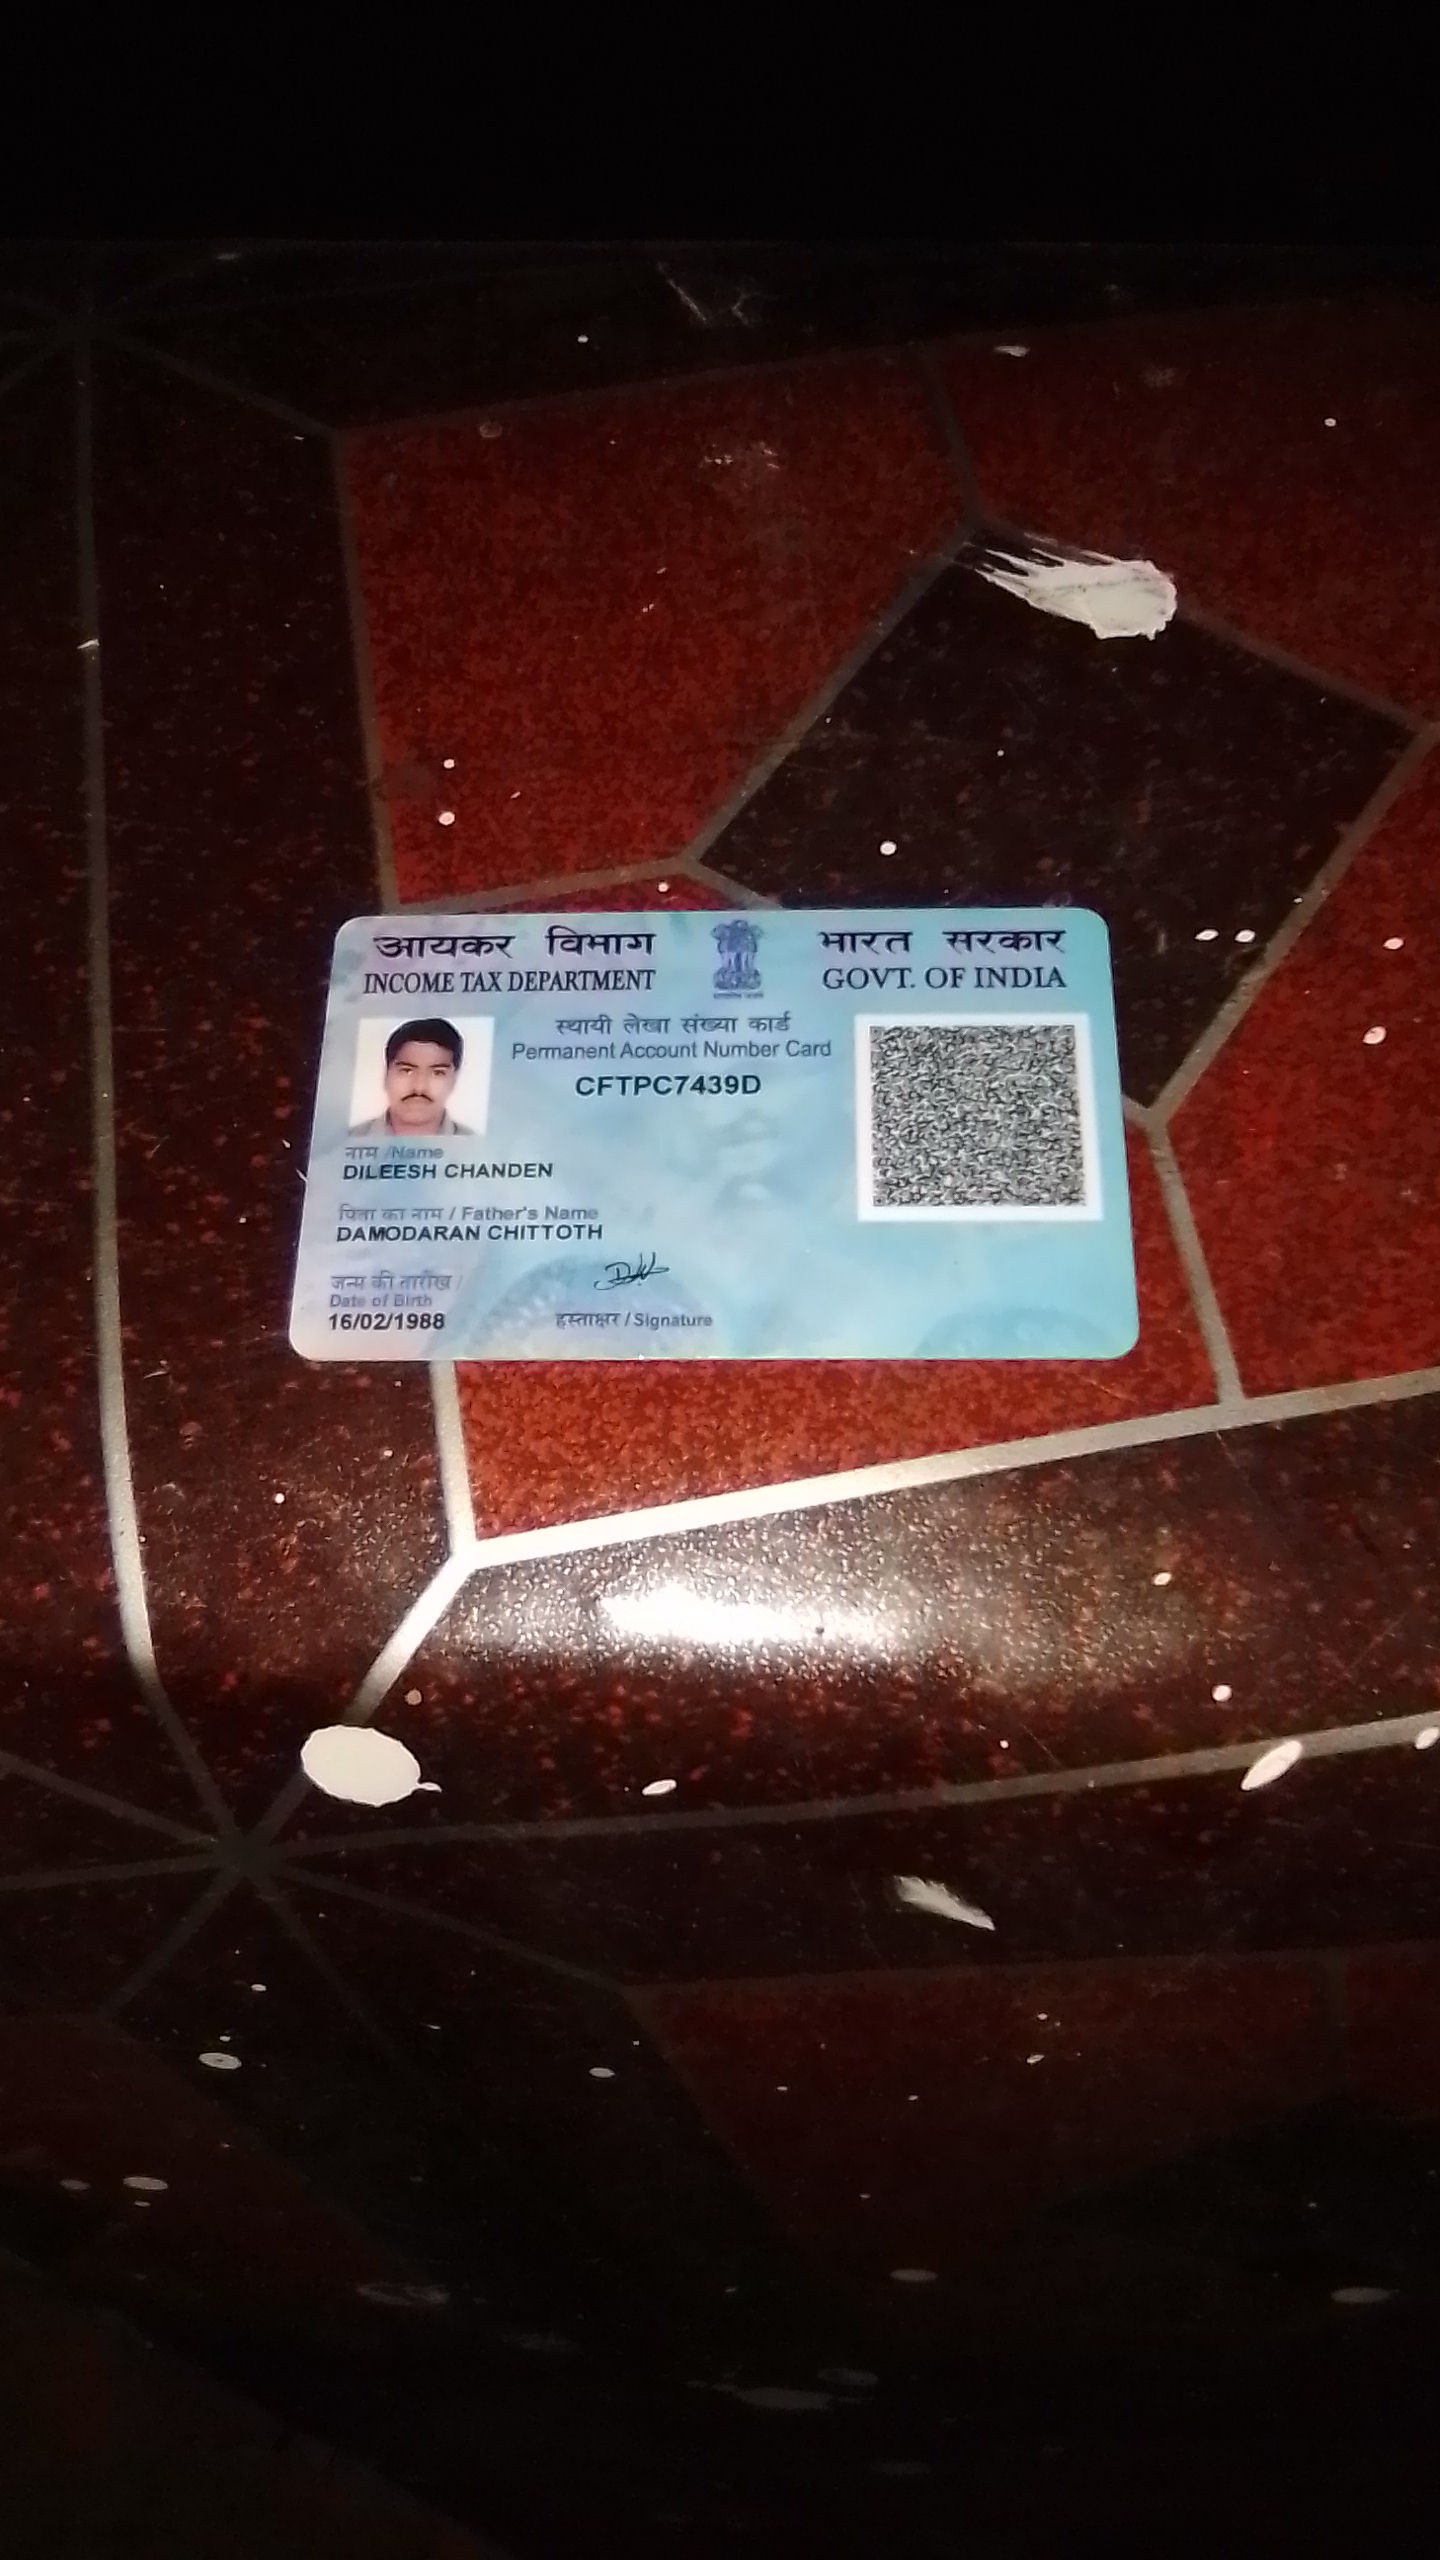 आयकर विभाग
INCOME TAX DEPARTMENT
भारत सरकार
GOVT. OF INDIA
स्थायी लेखा संख्या कार्ड
Permanent Account Number Card
CFTPC7439D
नाम /Name
DILEESH CHANDEN
पिता का नाम / Father's Name
DAMODARAN CHITTOTH
जन्म की तारीख /
Date of Birth
16/02/1988
हस्ताक्षर / Signature